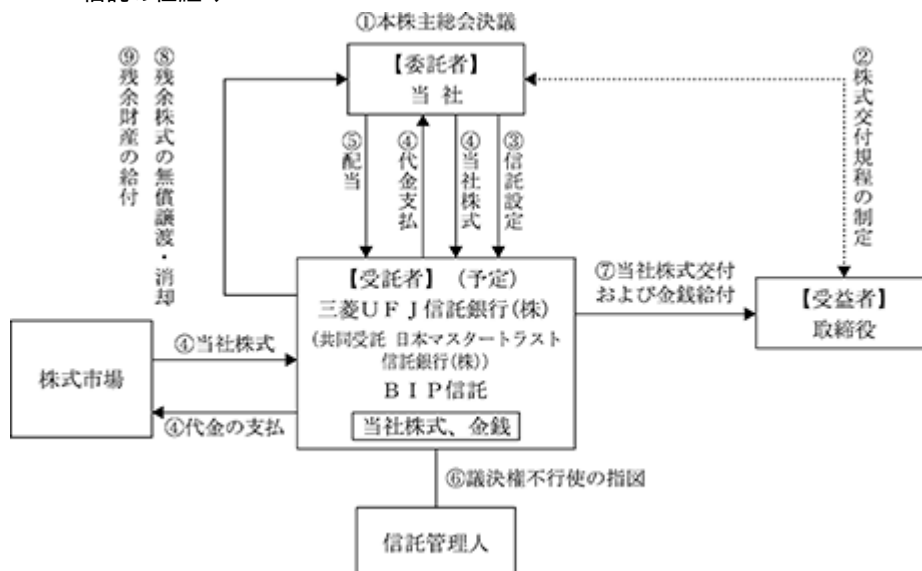 ①本株主総会決議
【委託者】
当 社
⑨残余財産の給付
⑧残余株式の無償譲渡・消却
⑤配当
④代金支払
④当社株式
③信託設定
②株式交付規程の制定
【受託者】(予定)
三菱UFJ信託銀行(株)
(共同受託 日本マスタートラスト
信託銀行(株))
BIP信託
当社株式、金銭
⑦当社株式交付
および金銭給付
【受益者】
取締役
株式市場
④当社株式
④代金の支払
⑥議決権不行使の指図
信託管理人